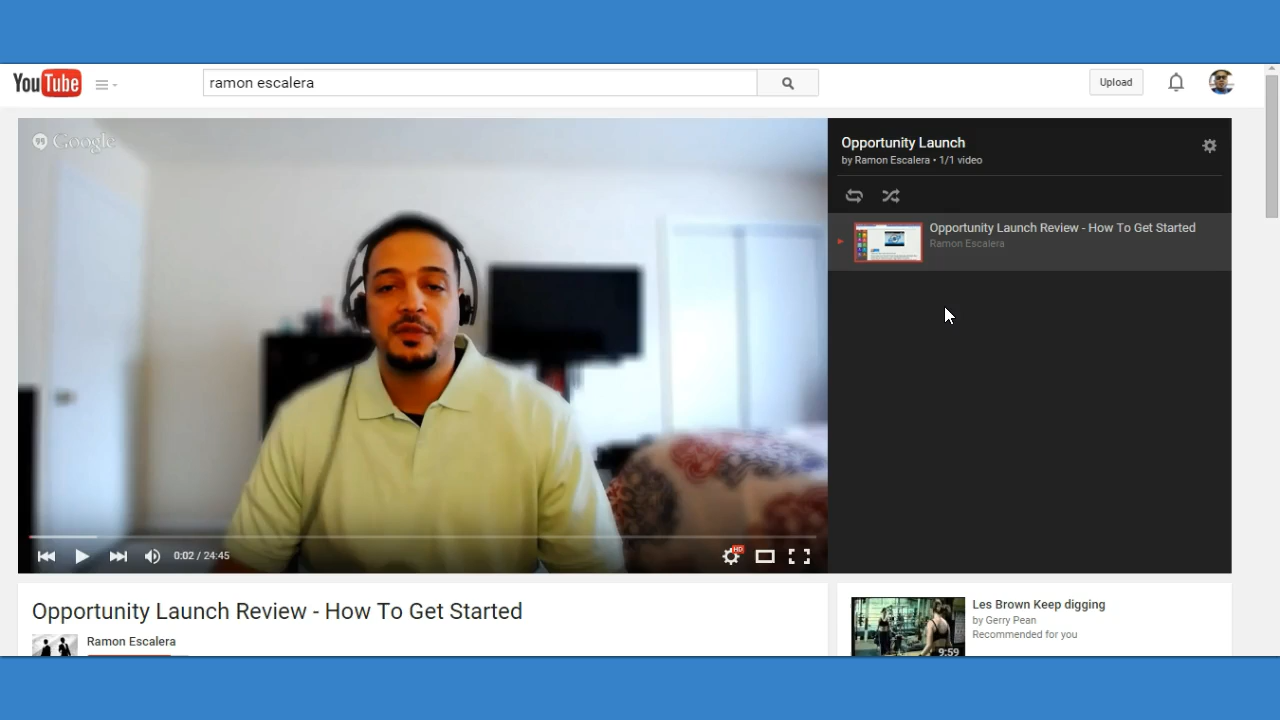 YouTube
ramon escalera
Upload
Google
Opportunity Launch
by Ramon Escalera • 1/1 video
Opportunity Launch Review - How To Get Started
Ramon Escalera
0:02 / 24:45
HD
Opportunity Launch Review - How To Get Started
Ramon Escalera
Les Brown Keep digging
by Gerry Pean
Recommended for you
9:59